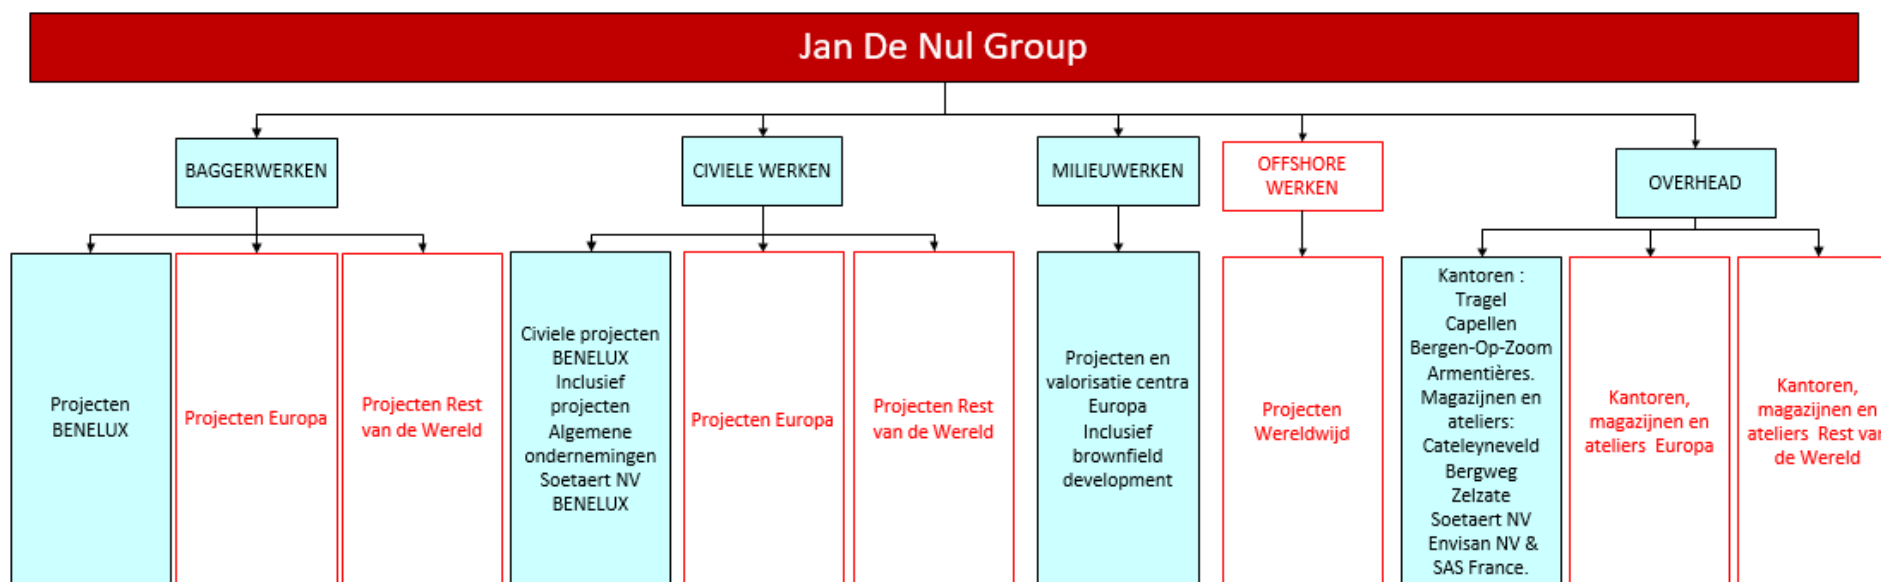 Jan De Nul Group
BAGGERWERKEN
CIVIELE WERKEN
MILIEUWERKEN
OFFSHORE
WERKEN
OVERHEAD
Projecten
BENELUX
Projecten Europa
Projecten Rest
van de Wereld
Civiele projecten
BENELUX
Inclusief
projecten
Algemene
ondernemingen
Soetaert NV
BENELUX
Projecten Europa
Projecten Rest
van de Wereld
Projecten en
valorisatie centra
Europa
Inclusief
brownfield
development
Projecten
Wereldwijd
Kantoren :
Tragel
Capellen
Bergen-Op-Zoom
Armentières.
Magazijnen en
ateliers:
Cateleyneveld
Bergweg
Zelzate
Soetaert NV
Envisan NV &
SAS France.
Kantoren,
magazijnen en
ateliers Europa
Kantoren,
magazijnen en
ateliers Rest van
de Wereld